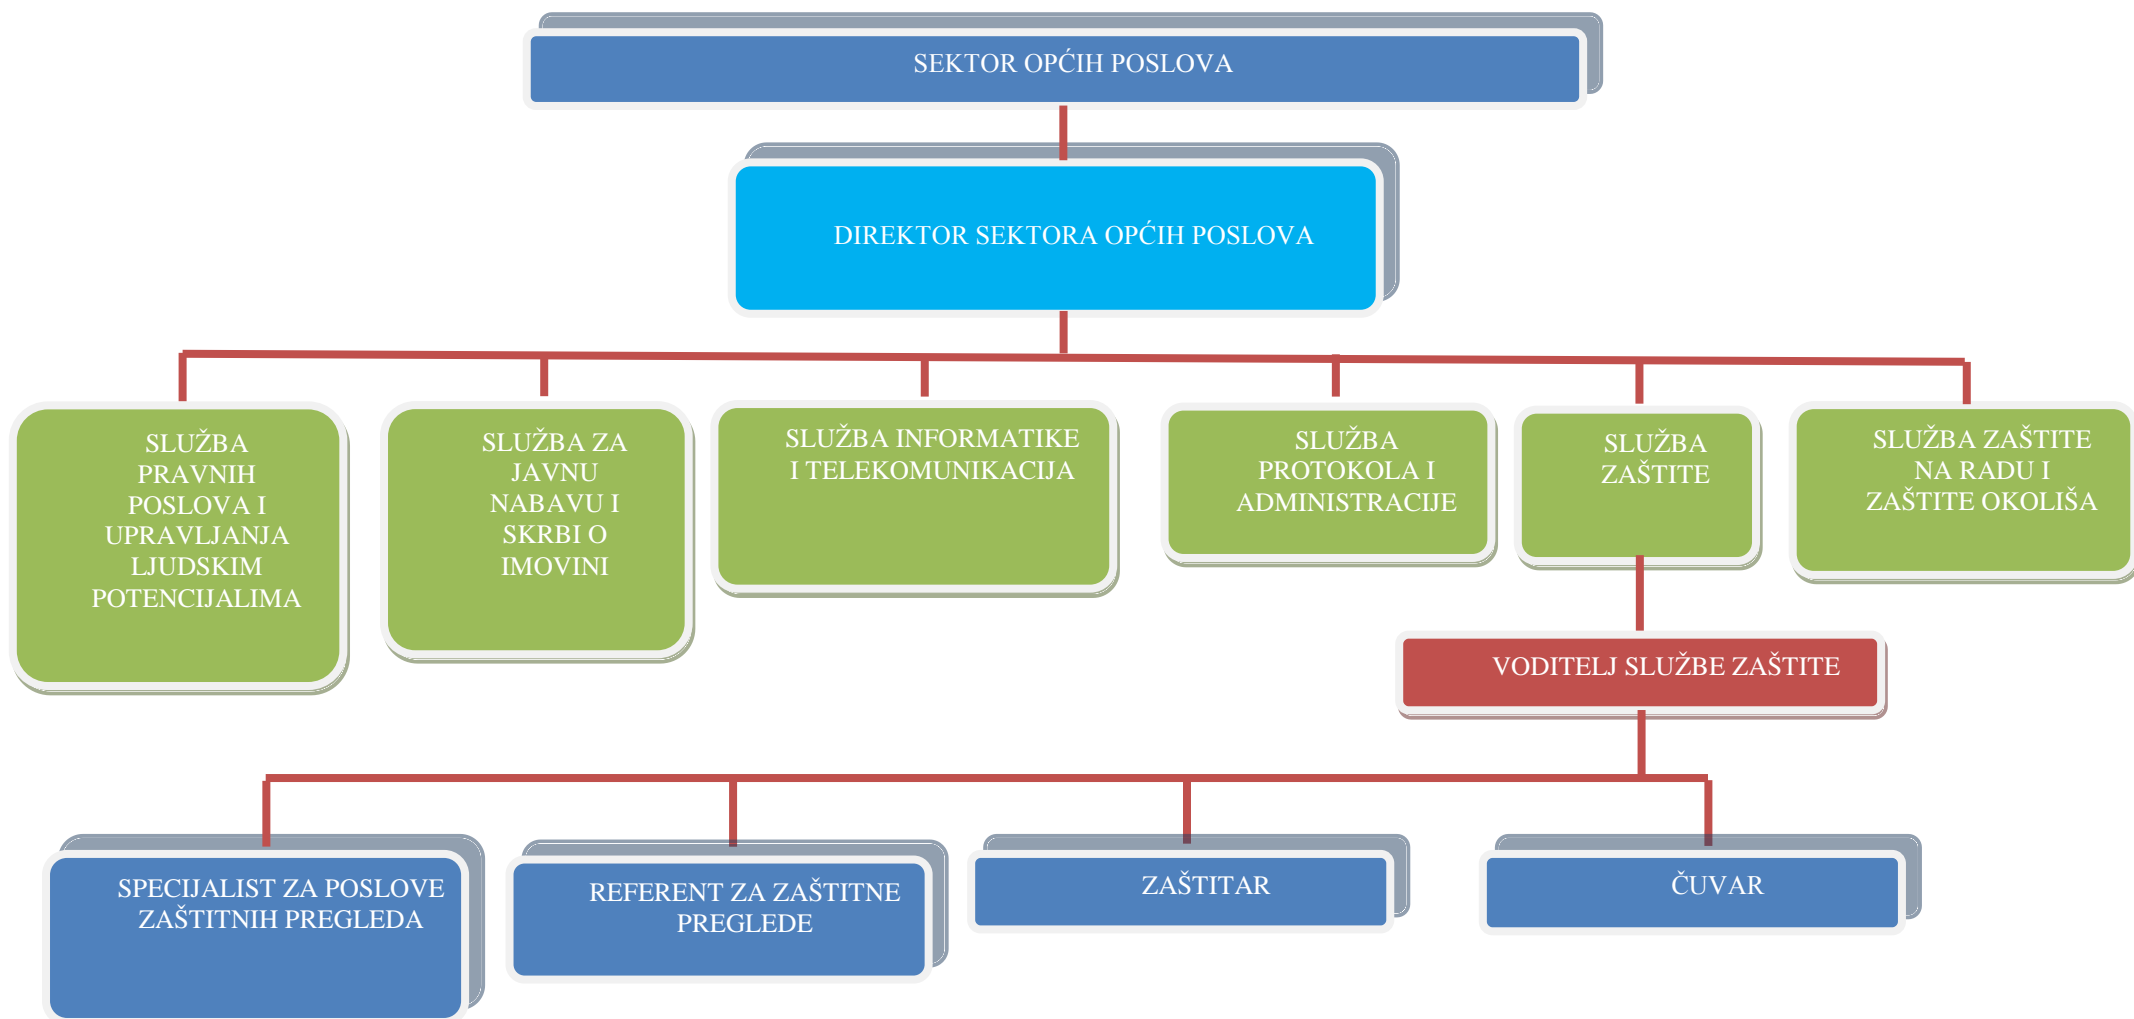 SEKTOR OPĆIH POSLOVA
DIREKTOR SEKTORA OPĆIH POSLOVA
SLUŽBA
PRAVNIH
POSLOVA I
UPRAVLJANJA
LJUDSKIM
POTENCIJALIMA
SLUŽBA ZA
JAVNU
NABAVU I
SKRBI O
IMOVINI
SLUŽBA INFORMATIKE
I TELEKOMUNIKACIJA
SLUŽBA
PROTOKOLA I
ADMINISTRACIJE
SLUŽBA
ZAŠTITE
SLUŽBA ZAŠTITE
NA RADU I
ZAŠTITE OKOLIŠA
VODITELJ SLUŽBE ZAŠTITE
SPECIJALIST ZA POSLOVE
ZAŠTITNIH PREGLEDA
REFERENT ZA ZAŠTITNE
PREGLEDE
ZAŠTITAR
ČUVAR